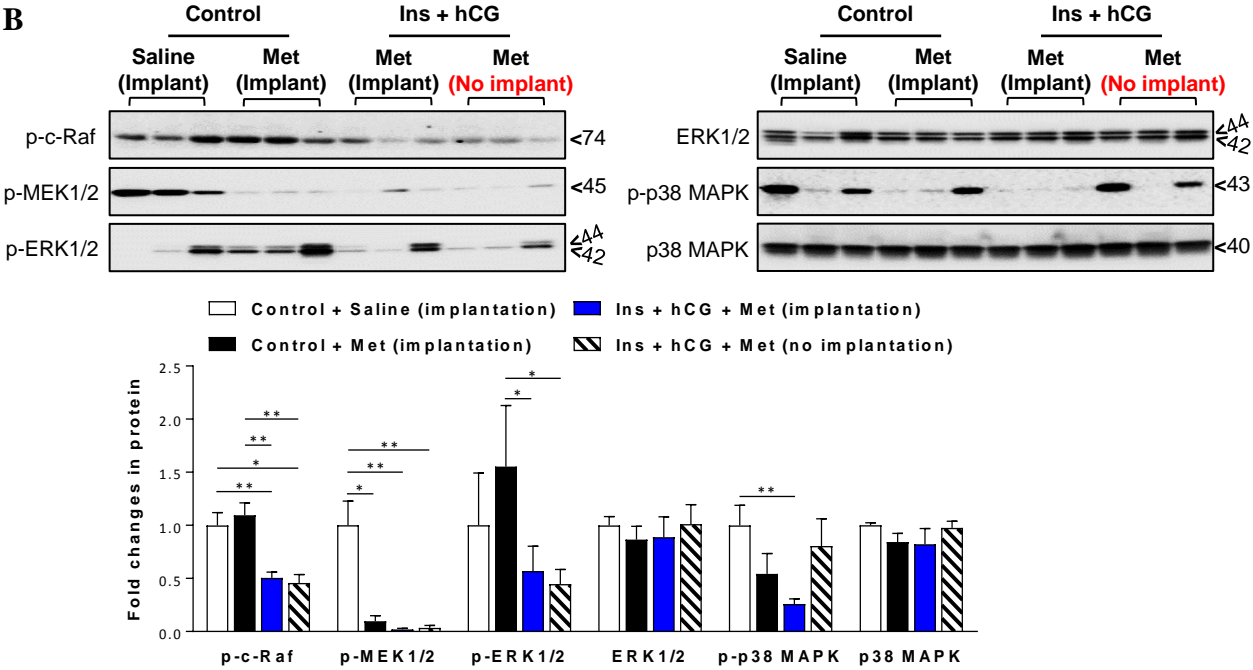 B
Control Ins + hCG
Saline Met Met Met
(Implant) (Implant) (Implant) (No implant)
p-c-Raf <74
p-MEK1/2 <45
p-ERK1/2 <44
<42
Control Ins + hCG
Saline Met Met Met
(Implant) (Implant) (Implant) (No implant)
ERK1/2 <44
<42
p-p38 MAPK <43
p38 MAPK <40
Control + Saline (implantation) Ins + hCG + Met (implantation)
Control + Met (implantation) Ins + hCG + Met (no implantation)
Fold changes in protein
2.5
2.0
1.5
1.0
0.5
0.0
** ** * **
** ** *
* *
**
p-c-Raf p-MEK1/2 p-ERK1/2 ERK1/2 p-p38 MAPK p38 MAPK